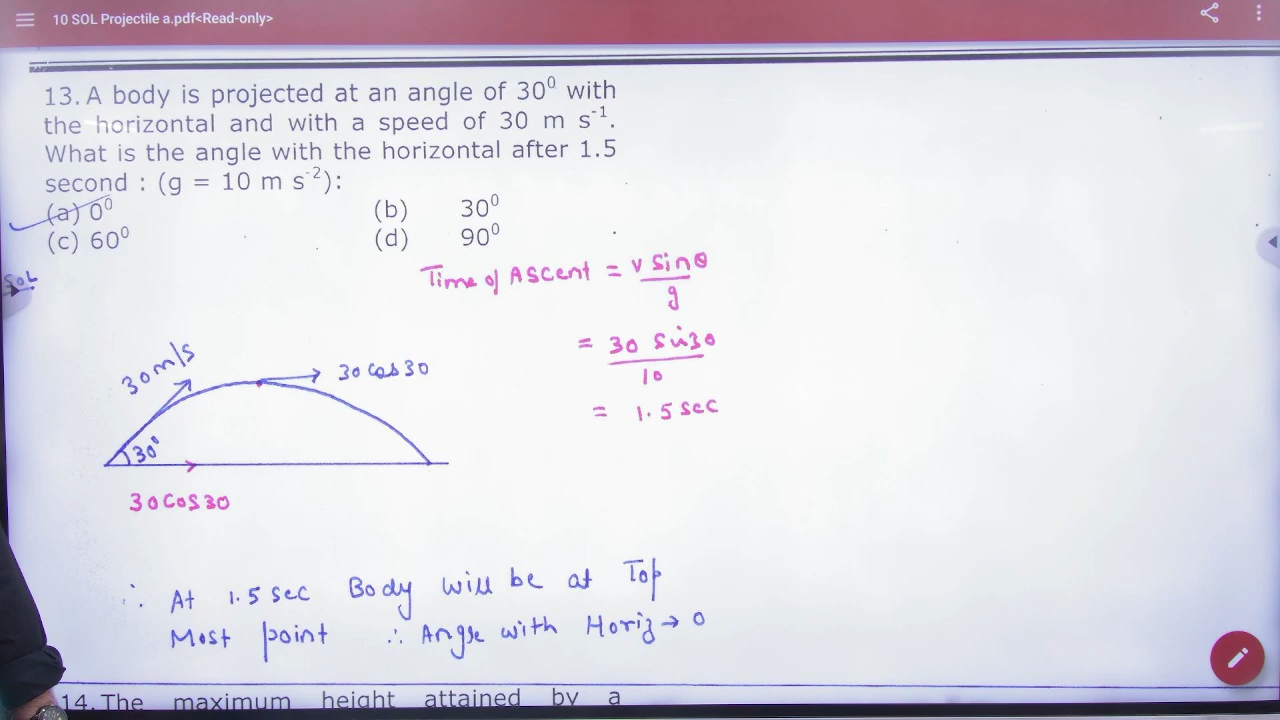 10 SOL Projectile a.pdf<Read-only>
13. A body is projected at an angle of 30⁰ with
the horizontal and with a speed of 30 m s⁻¹.
What is the angle with the horizontal after 1.5
second : (g = 10 m s⁻²):
(a) 0⁰ (b) 30⁰
(c) 60⁰ (d) 90⁰
SOL
Time of Ascent = v sinθ / g
= 30 sin30 / 10
= 1.5 sec
30 m/s
30 cos 30
30°
30 cos 30
∴ At 1.5 sec Body will be at Top
Most point ∴ Angle with Horiz → 0
14. The maximum height attained by a